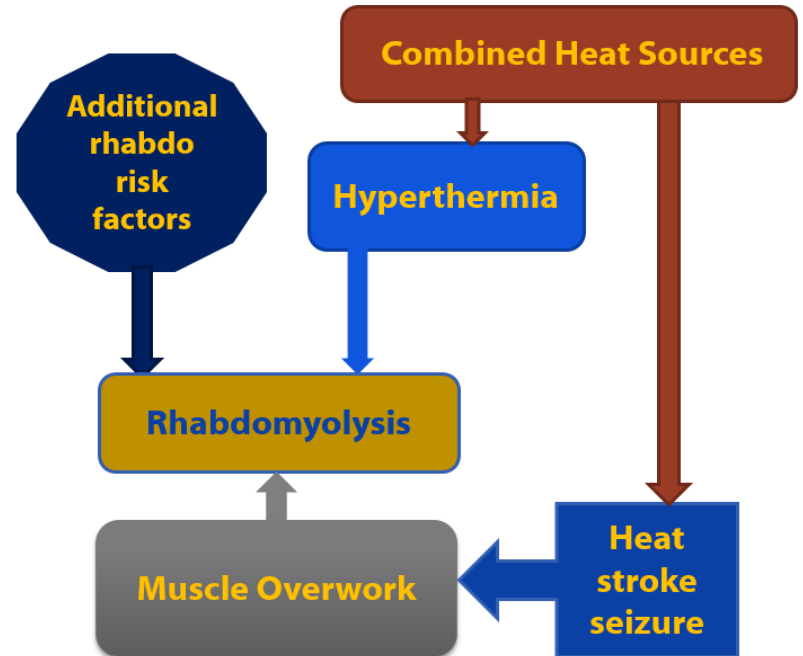 Combined Heat Sources
Additional
rhabdo
risk
factors
Hyperthermia
Rhabdomyolysis
Muscle Overwork
Heat
stroke
seizure